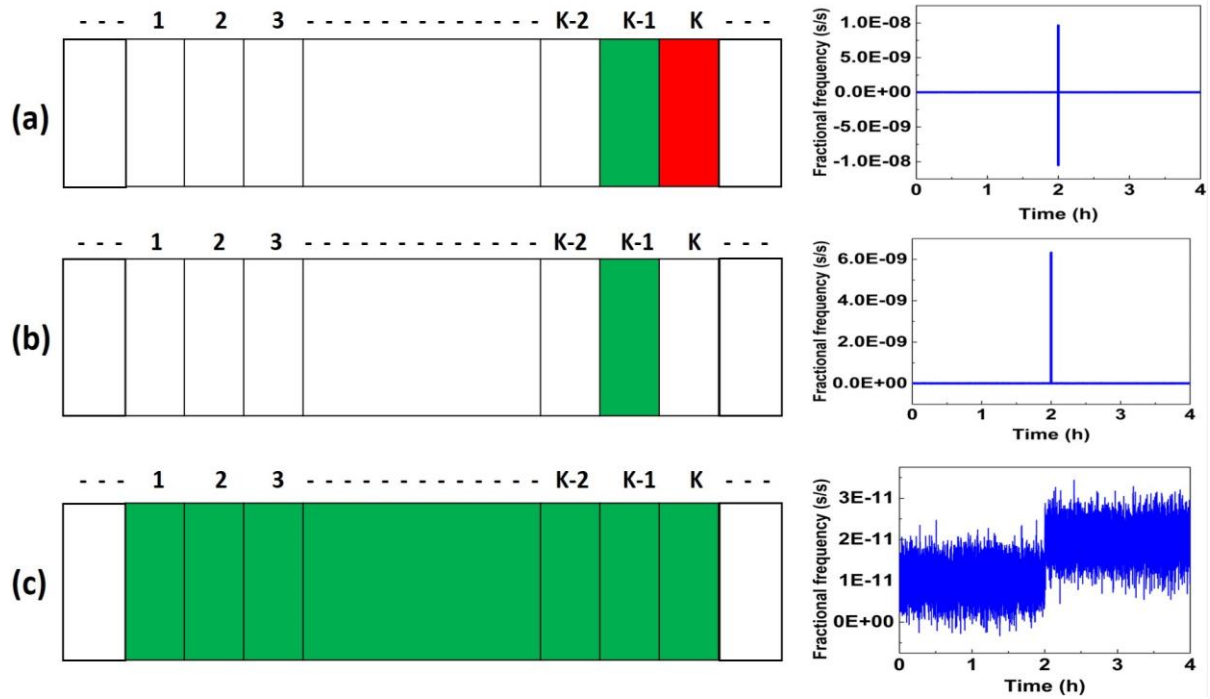 - - - 1 2 3 - - - - - - - - - - - - - K-2 K-1 K - - -
(a)
Fractional frequency (s/s)
1.0E-08
5.0E-09
0.0E+00
-5.0E-09
-1.0E-08
0 1 2 3 4
Time (h)
- - - 1 2 3 - - - - - - - - - - - - - K-2 K-1 K - - -
(b)
Fractional frequency (s/s)
6.0E-09
4.0E-09
2.0E-09
0.0E+00
0 1 2 3 4
Time (h)
- - - 1 2 3 - - - - - - - - - - - - - K-2 K-1 K - - -
(c)
Fractional frequency (s/s)
3E-11
2E-11
1E-11
0E+00
0 1 2 3 4
Time (h)